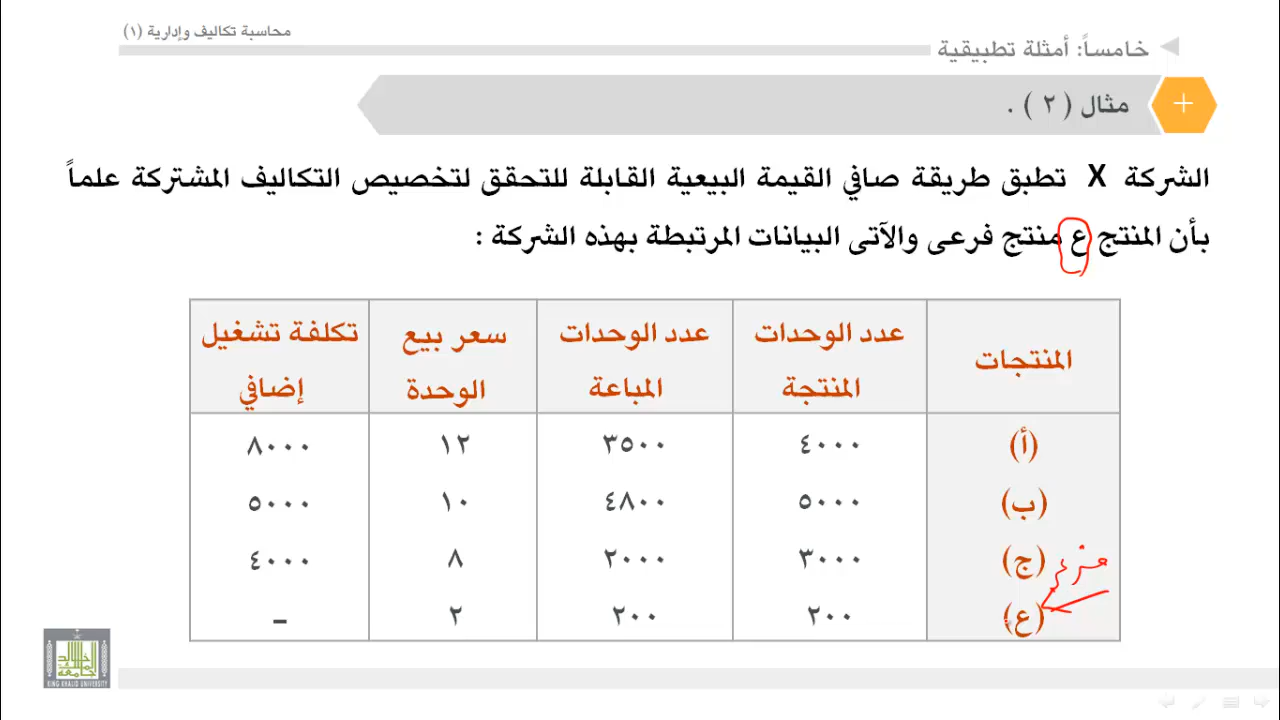 محاسبة تكاليف وإدارية (١)
خامساً: أمثلة تطبيقية
+
مثال ( ٢ ) .
الشركة X تطبق طريقة صافي القيمة البيعية القابلة للتحقق لتخصيص التكاليف المشتركة علماً
بأن المنتج ع منتج فرعى والآتى البيانات المرتبطة بهذه الشركة :
المنتجات عدد الوحدات المنتجة عدد الوحدات المباعة سعر بيع الوحدة تكلفة تشغيل إضافي
(أ) ٤٠٠٠ ٣٥٠٠ ١٢ ٨٠٠٠
(ب) ٥٠٠٠ ٤٨٠٠ ١٠ ٥٠٠٠
(ج) ٣٠٠٠ ٢٠٠٠ ٨ ٤٠٠٠
(ع) ٢٠٠ ٢٠٠ ٢ –
KING KHALID UNIVERSITY